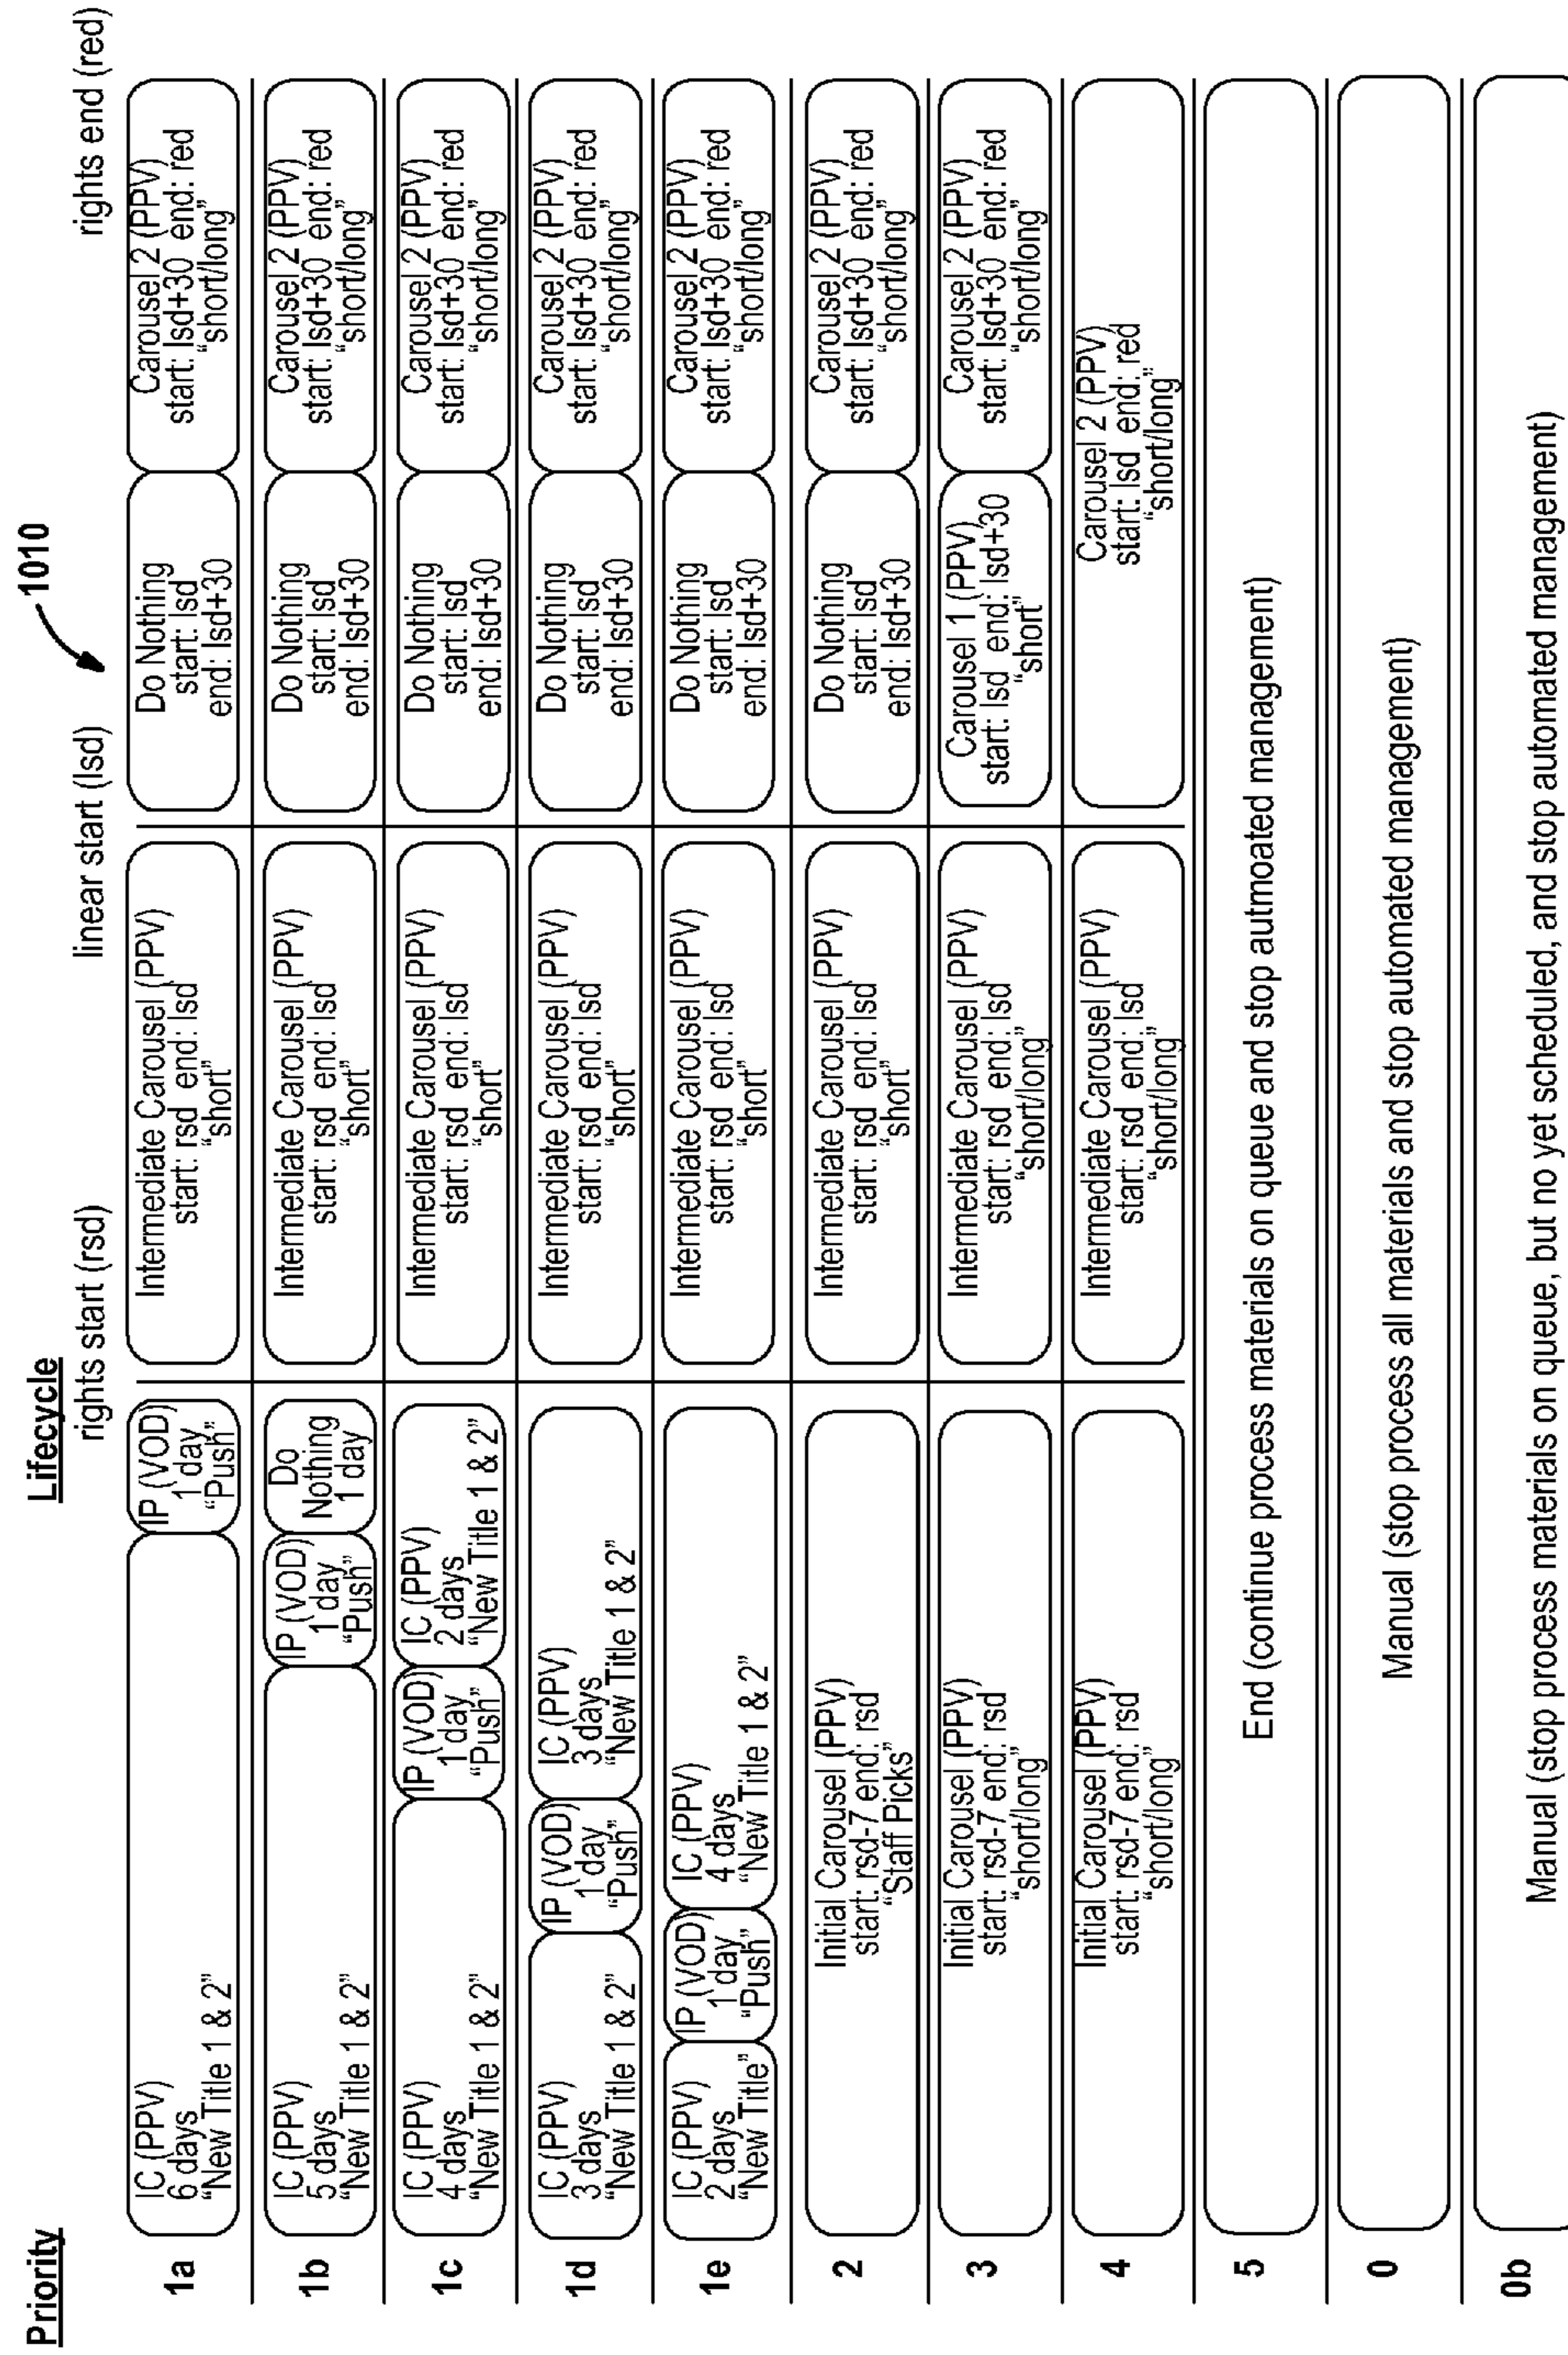 Priority
Lifecycle
1010
rights start (rsd)
linear start (lsd)
rights end (red)
1a
IC (PPV)
6 days
“New Title 1 & 2”
IP (VOD)
1 day
“Push”
Intermediate Carousel (PPV)
start: rsd end: lsd
“short”
Do Nothing
start: lsd
end: lsd+30
Carousel 2 (PPV)
start: lsd+30 end: red
“short/long”
1b
IC (PPV)
5 days
“New Title 1 & 2”
IP (VOD)
1 day
“Push”
Do
Nothing
1 day
Intermediate Carousel (PPV)
start: rsd end: lsd
“short”
Do Nothing
start: lsd
end: lsd+30
Carousel 2 (PPV)
start: lsd+30 end: red
“short/long”
1c
IC (PPV)
4 days
“New Title 1 & 2”
IP (VOD)
1 day
“Push”
IC (PPV)
2 days
“New Title 1 & 2”
Intermediate Carousel (PPV)
start: rsd end: lsd
“short”
Do Nothing
start: lsd
end: lsd+30
Carousel 2 (PPV)
start: lsd+30 end: red
“short/long”
1d
IC (PPV)
3 days
“New Title 1 & 2”
IP (VOD)
1 day
“Push”
IC (PPV)
3 days
“New Title 1 & 2”
Intermediate Carousel (PPV)
start: rsd end: lsd
“short”
Do Nothing
start: lsd
end: lsd+30
Carousel 2 (PPV)
start: lsd+30 end: red
“short/long”
1e
IC (PPV)
2 days
“New Title”
IP (VOD)
1 day
“Push”
IC (PPV)
4 days
“New Title 1 & 2”
Intermediate Carousel (PPV)
start: rsd end: lsd
“short”
Do Nothing
start: lsd
end: lsd+30
Carousel 2 (PPV)
start: lsd+30 end: red
“short/long”
2
Initial Carousel (PPV)
start: rsd-7 end: rsd
“Staff Picks”
Intermediate Carousel (PPV)
start: rsd end: lsd
“short”
Do Nothing
start: lsd
end: lsd+30
Carousel 2 (PPV)
start: lsd+30 end: red
“short/long”
3
Initial Carousel (PPV)
start: rsd-7 end: rsd
“short/long”
Intermediate Carousel (PPV)
start: rsd end: lsd
“short/long”
Carousel 1 (PPV)
start: lsd end: lsd+30
“short”
Carousel 2 (PPV)
start: lsd+30 end: red
“short/long”
4
Initial Carousel (PPV)
start: rsd-7 end: rsd
“short/long”
Intermediate Carousel (PPV)
start: rsd end: lsd
“short/long”
Carousel 2 (PPV)
start: lsd end: red
“short/long”
5
End (continue process materials on queue and stop autmoated management)
0
Manual (stop process all materials and stop automated management)
0b
Manual (stop process materials on queue, but no yet scheduled, and stop automated management)